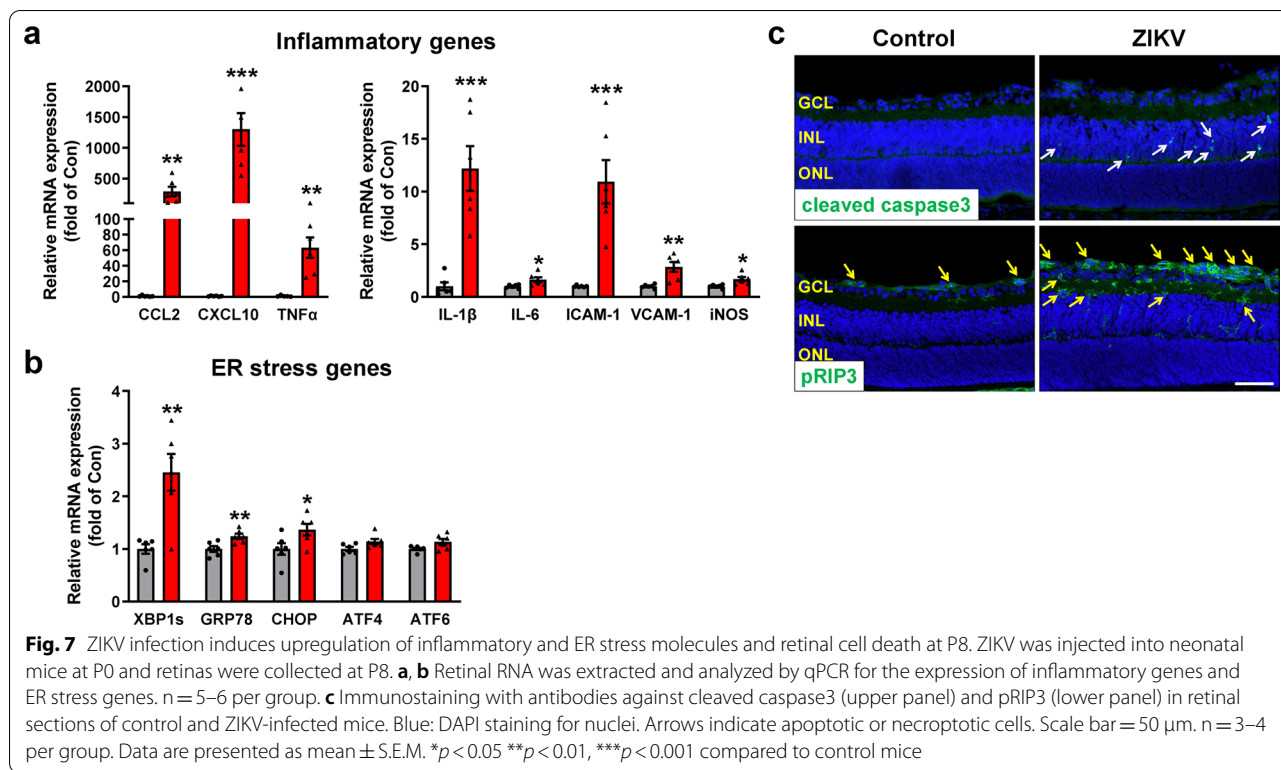 a
Inflammatory genes
Relative mRNA expression
(fold of Con)
2000
1500
1000
500
100
80
60
40
20
0
**
***
**
CCL2 CXCL10 TNFα
Relative mRNA expression
(fold of Con)
20
15
10
5
0
***
*
***
**
*
IL-1β IL-6 ICAM-1 VCAM-1 iNOS
b
ER stress genes
Relative mRNA expression
(fold of Con)
4
3
2
1
0
**
**
*
XBP1s GRP78 CHOP ATF4 ATF6
c
Control ZIKV
GCL
INL
ONL
cleaved caspase3
GCL
INL
ONL
pRIP3
Fig. 7 ZIKV infection induces upregulation of inflammatory and ER stress molecules and retinal cell death at P8. ZIKV was injected into neonatal
mice at P0 and retinas were collected at P8. a, b Retinal RNA was extracted and analyzed by qPCR for the expression of inflammatory genes and
ER stress genes. n = 5–6 per group. c Immunostaining with antibodies against cleaved caspase3 (upper panel) and pRIP3 (lower panel) in retinal
sections of control and ZIKV-infected mice. Blue: DAPI staining for nuclei. Arrows indicate apoptotic or necroptotic cells. Scale bar = 50 μm. n = 3–4
per group. Data are presented as mean ± S.E.M. *p < 0.05 **p < 0.01, ***p < 0.001 compared to control mice